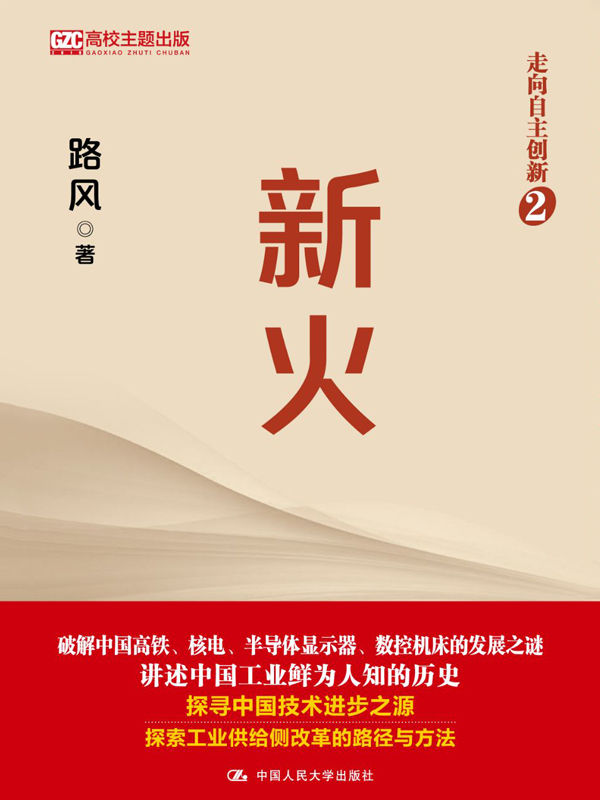 GZC 高校主题出版
GAOXIAO ZHUTI CHUBAN
走向自主创新2
路风◎著
新火
破解中国高铁、核电、半导体显示器、数控机床的发展之谜
讲述中国工业鲜为人知的历史
探寻中国技术进步之源
探索工业供给侧改革的路径与方法
中国人民大学出版社